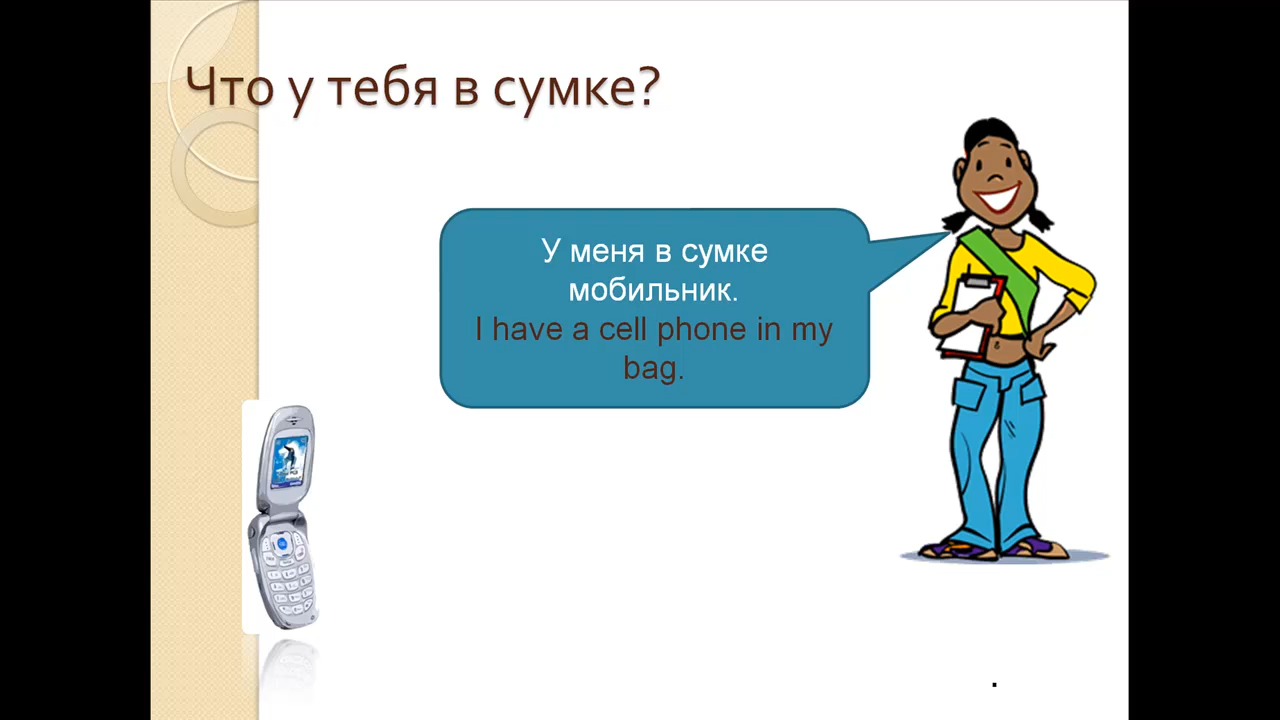 Что у тебя в сумке?
У меня в сумке
мобильник.
I have a cell phone in my
bag.
.